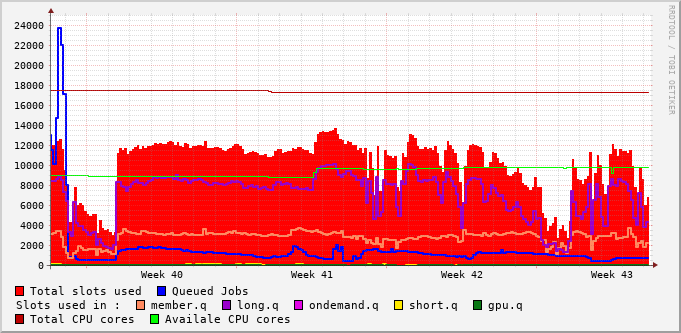 24000
22000
20000
18000
16000
14000
12000
10000
8000
6000
4000
2000
0
Week 40 Week 41 Week 42 Week 43
Total slots used Queued Jobs
Slots used in : member.q long.q ondemand.q short.q gpu.q
Total CPU cores Availale CPU cores
RRDTOOL / TOBI OETIKER